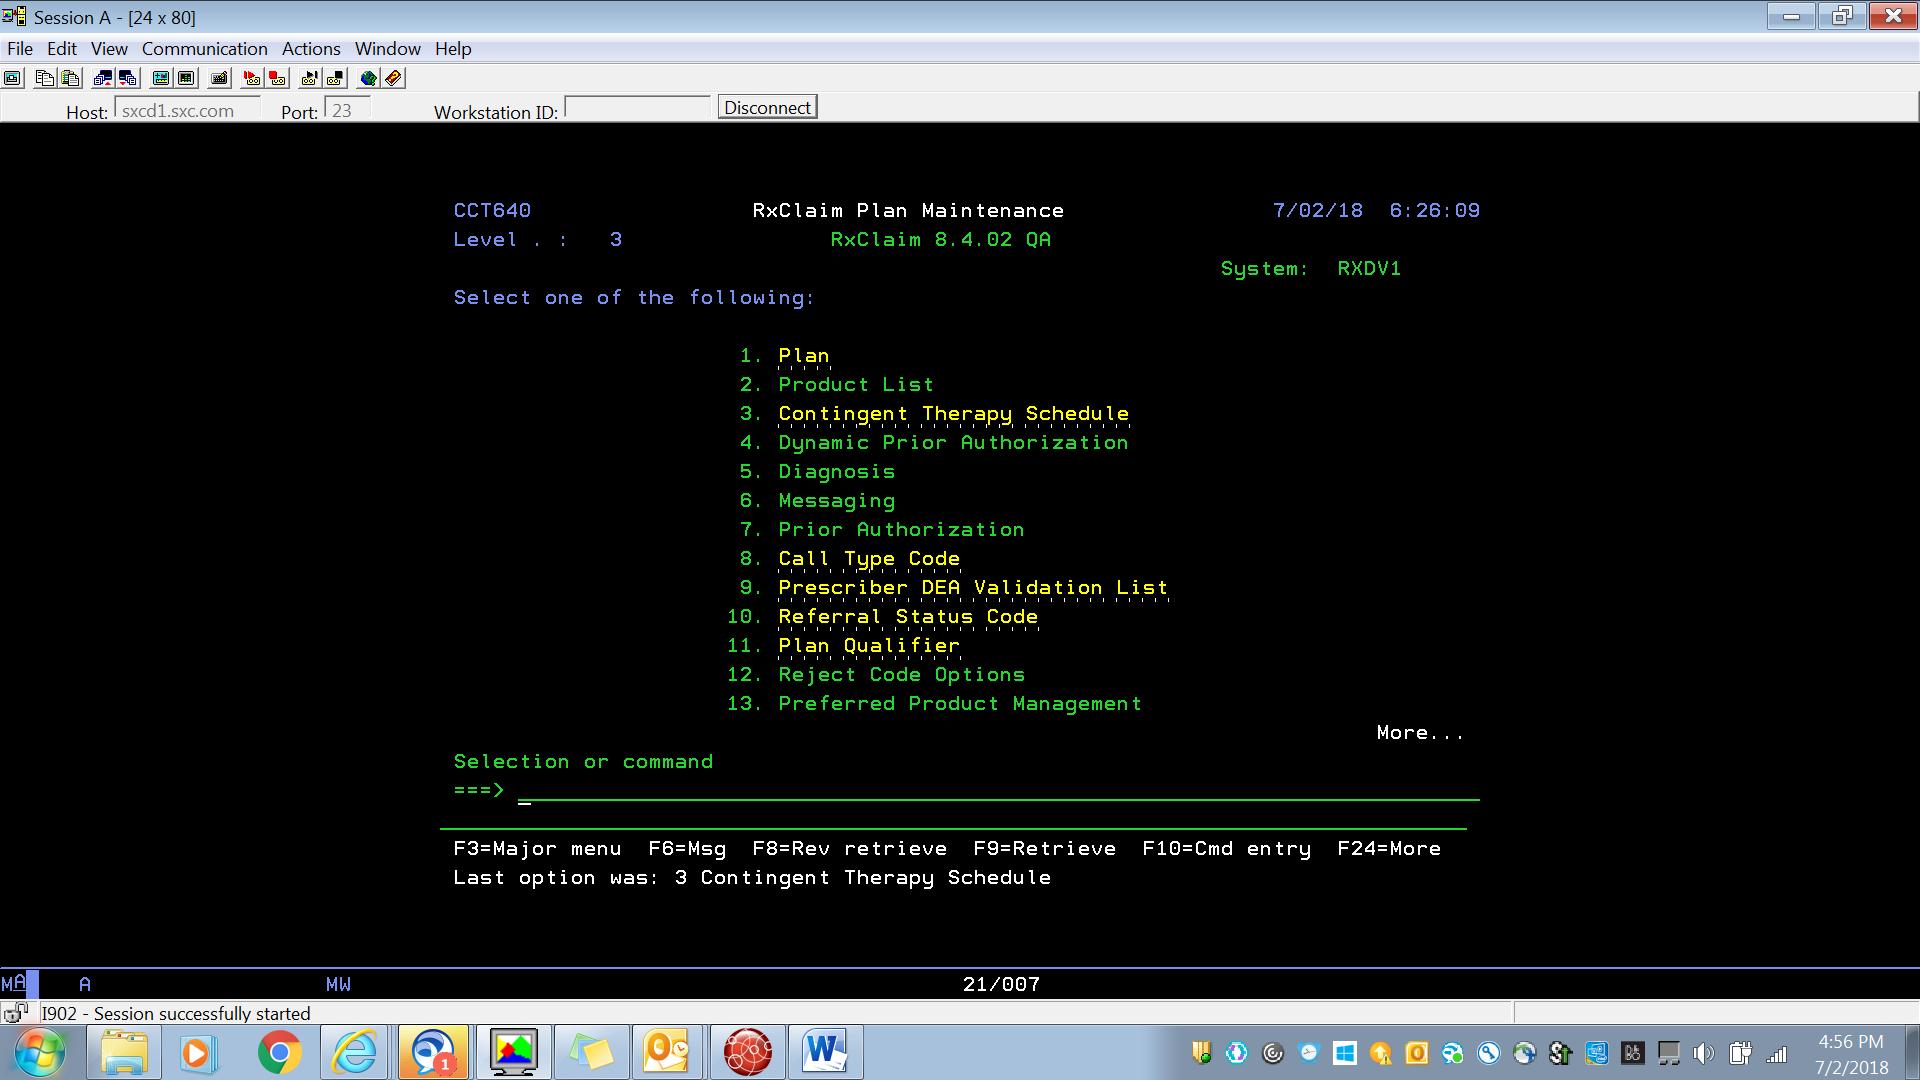 Session A - [24 x 80]
File Edit View Communication Actions Window Help
Host: sxcd1.sxc.com Port: 23 Workstation ID: Disconnect
CCT640 RxClaim Plan Maintenance 7/02/18 6:26:09
Level . : 3 RxClaim 8.4.02 QA
System: RXDV1
Select one of the following:
1. Plan
2. Product List
3. Contingent Therapy Schedule
4. Dynamic Prior Authorization
5. Diagnosis
6. Messaging
7. Prior Authorization
8. Call Type Code
9. Prescriber DEA Validation List
10. Referral Status Code
11. Plan Qualifier
12. Reject Code Options
13. Preferred Product Management
More...
Selection or command
===>
F3=Major menu F6=Msg F8=Rev retrieve F9=Retrieve F10=Cmd entry F24=More
Last option was: 3 Contingent Therapy Schedule
MA A MW 21/007
I902 - Session successfully started
1
4:56 PM
7/2/2018